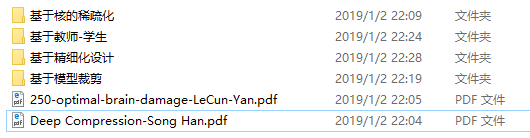 基于核的稀疏化 2019/1/2 22:09 文件夹
基于教师-学生 2019/1/2 22:24 文件夹
基于精细化设计 2019/1/2 22:28 文件夹
基于模型裁剪 2019/1/2 22:19 文件夹
250-optimal-brain-damage-LeCun-Yan.pdf 2019/1/2 22:05 PDF 文件
Deep Compression-Song Han.pdf 2019/1/2 22:04 PDF 文件